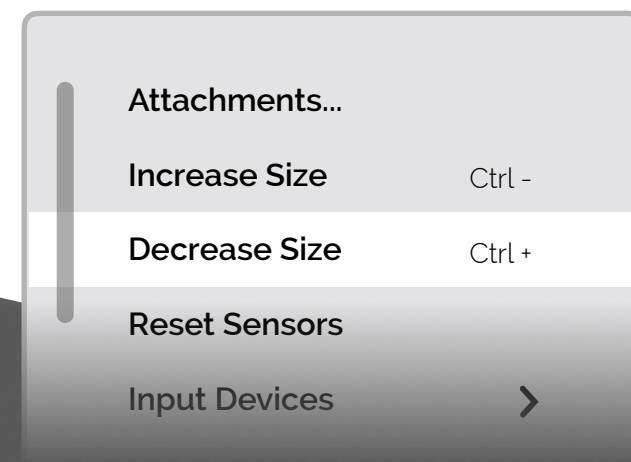 Attachments...
Increase Size Ctrl -
Decrease Size Ctrl +
Reset Sensors
Input Devices